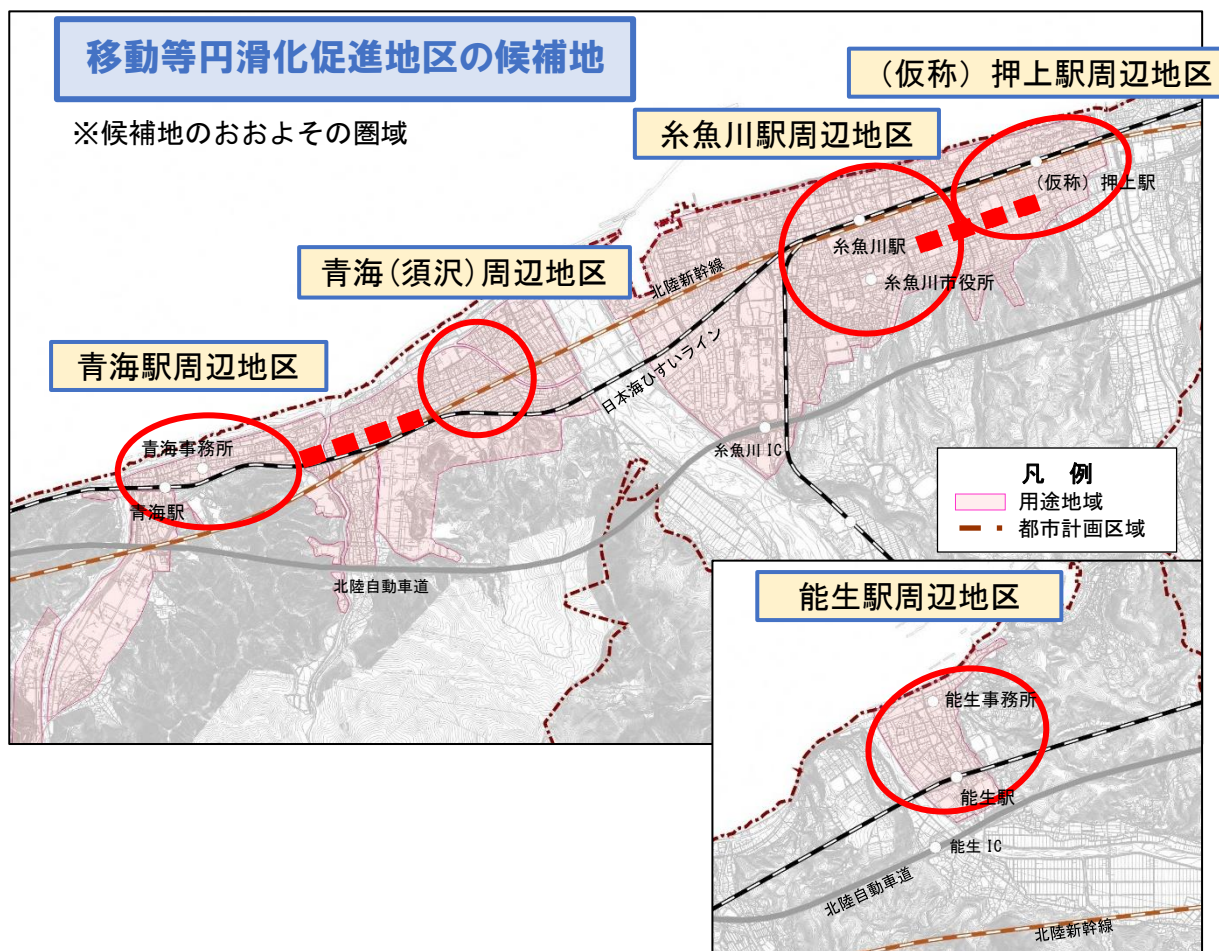 移動等円滑化促進地区の候補地
※候補地のおおよその圏域
(仮称)押上駅周辺地区
糸魚川駅周辺地区
(仮称)押上駅
糸魚川駅
糸魚川市役所
青海(須沢)周辺地区
北陸新幹線
日本海ひすいライン
青海駅周辺地区
青海事務所
青海駅
糸魚川 IC
北陸自動車道
凡 例
用途地域
都市計画区域
能生駅周辺地区
能生事務所
能生駅
能生 IC
北陸自動車道
北陸新幹線